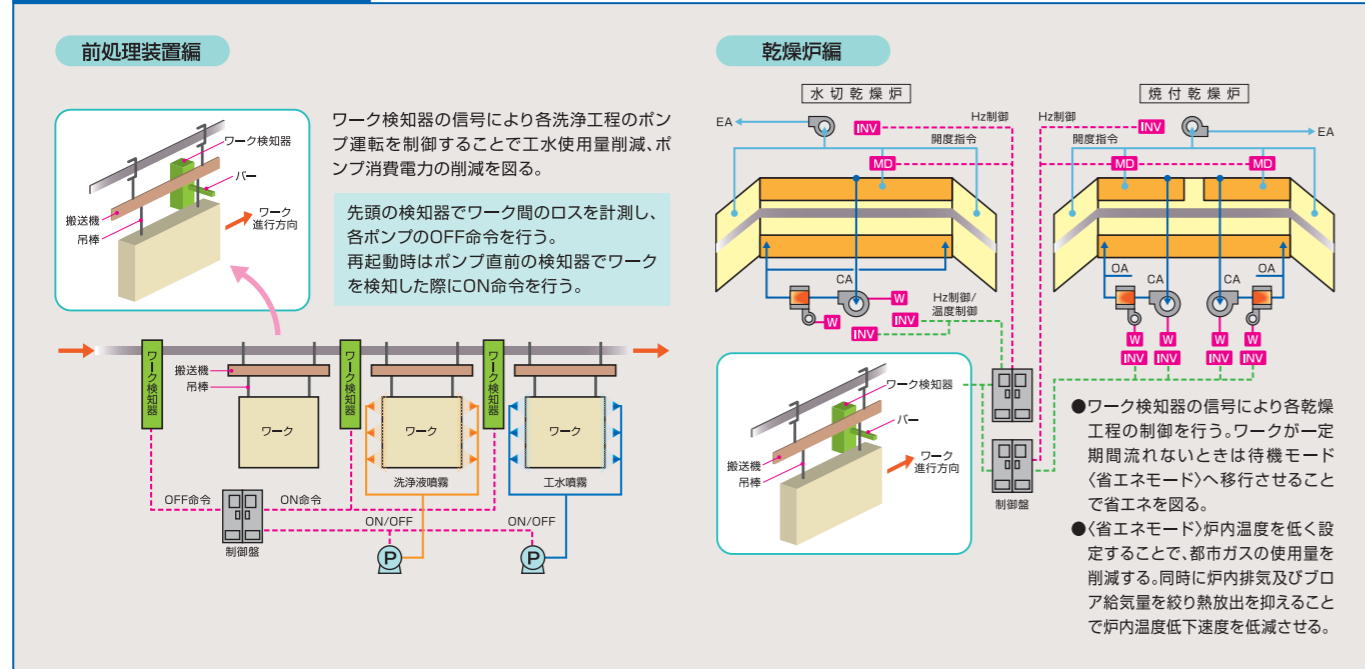 前処理装置編
ワーク検知器
バー
搬送機
吊棒
ワーク
進行方向
ワーク検知器の信号により各洗浄工程のポン
プ運転を制御することで工水使用量削減、ポ
ンプ消費電力の削減を図る。
先頭の検知器でワーク間のロスを計測し、
各ポンプのOFF命令を行う。
再起動時はポンプ直前の検知器でワーク
を検知した際にON命令を行う。
ワーク検知器
搬送機
吊棒
ワーク
ワーク検知器
ワーク
洗浄液噴霧
ワーク検知器
ワーク
工水噴霧
OFF命令
ON命令
制御盤
ON/OFF
ON/OFF
P
P
乾燥炉編
水切乾燥炉
EA
INV
Hz制御
開度指令
MD
CA
W
W
INV
INV
Hz制御/
温度制御
焼付乾燥炉
Hz制御
INV
EA
開度指令
MD
MD
OA
CA
CA
OA
W
W
W
W
INV
INV
INV
INV
ワーク検知器
バー
搬送機
吊棒
ワーク
進行方向
制御盤
●ワーク検知器の信号により各乾燥
工程の制御を行う。ワークが一定
期間流れないときは待機モード
〈省エネモード〉へ移行させること
で省エネを図る。
●〈省エネモード〉炉内温度を低く設
定することで、都市ガスの使用量を
削減する。同時に炉内排気及びブロ
ア給気量を絞り熱放出を抑えること
で炉内温度低下速度を低減させる。